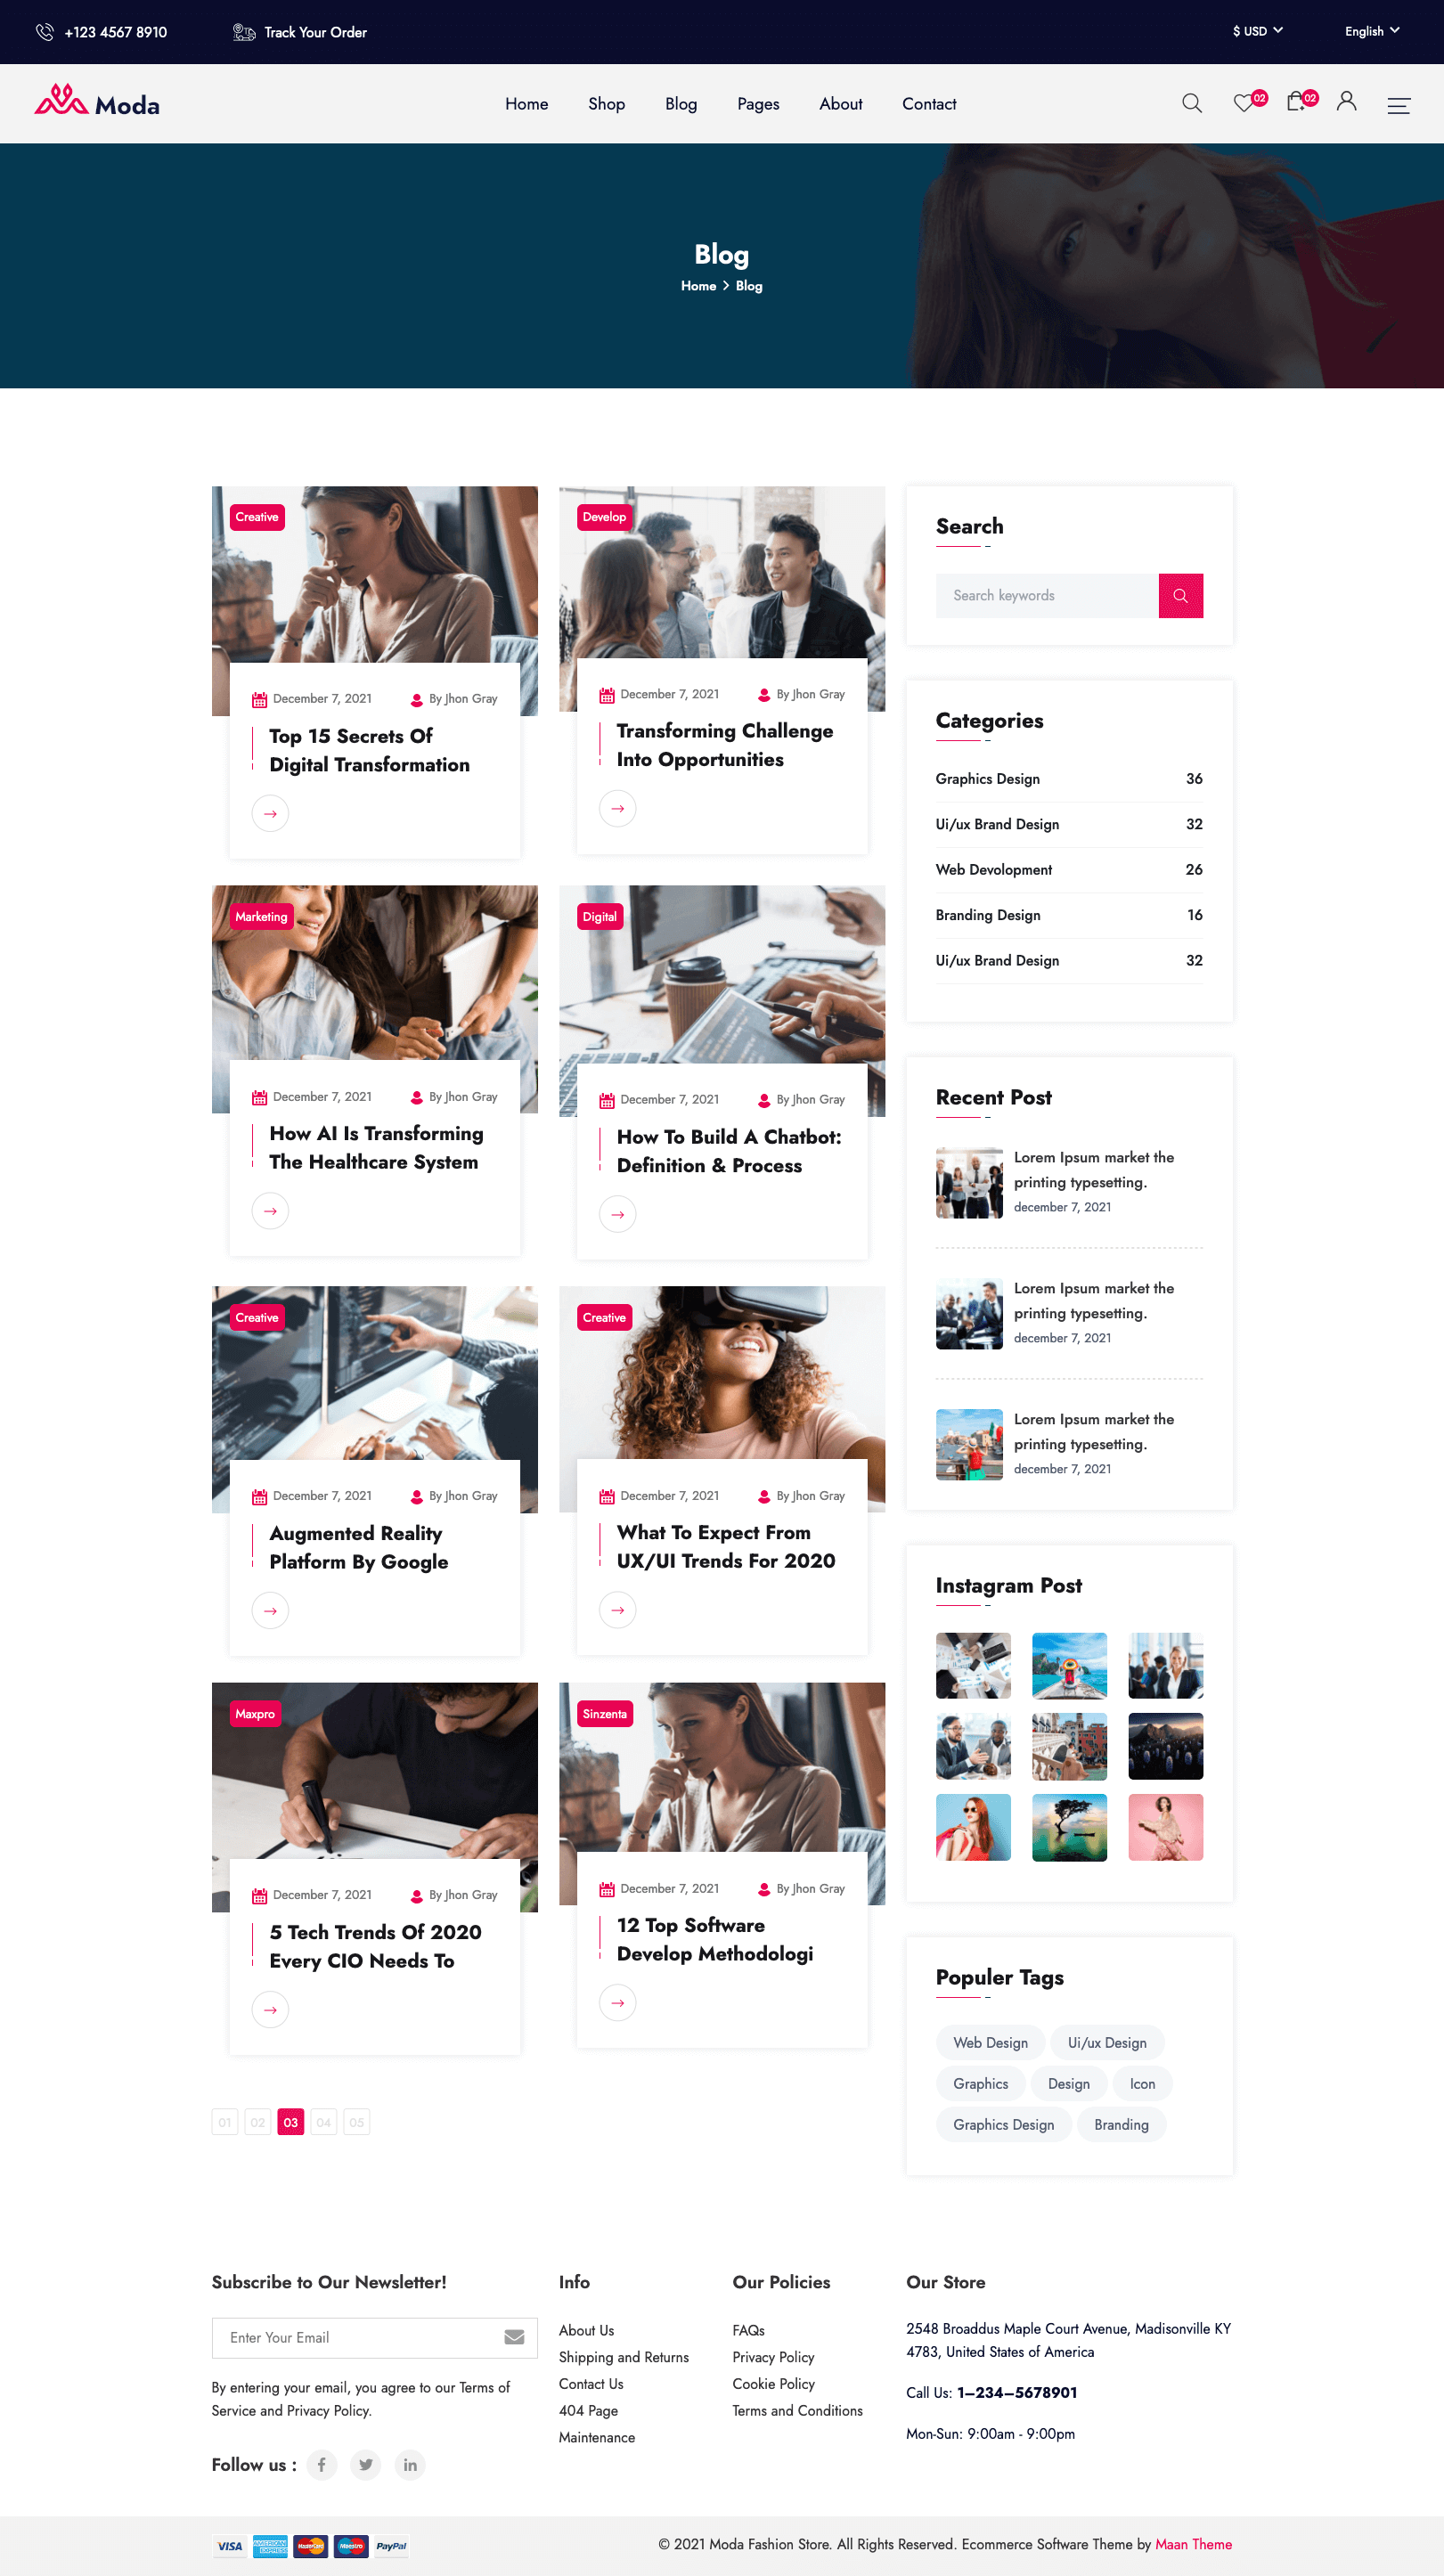 +123 4567 8910
Track Your Order
$ USD
English
Moda
Home
Shop
Blog
Pages
About
Contact
02
02
Blog
Home
Blog
Creative
December 7, 2021
By Jhon Gray
Top 15 Secrets Of
Digital Transformation
Develop
December 7, 2021
By Jhon Gray
Transforming Challenge
Into Opportunities
Marketing
December 7, 2021
By Jhon Gray
How AI Is Transforming
The Healthcare System
Digital
December 7, 2021
By Jhon Gray
How To Build A Chatbot:
Definition & Process
Creative
December 7, 2021
By Jhon Gray
Augmented Reality
Platform By Google
Creative
December 7, 2021
By Jhon Gray
What To Expect From
UX/UI Trends For 2020
Maxpro
December 7, 2021
By Jhon Gray
5 Tech Trends Of 2020
Every CIO Needs To
Sinzenta
December 7, 2021
By Jhon Gray
12 Top Software
Develop Methodologi
01
02
03
04
05
Search
Search keywords
Categories
Graphics Design 36
Ui/ux Brand Design 32
Web Devolopment 26
Branding Design 16
Ui/ux Brand Design 32
Recent Post
Lorem Ipsum market the
printing typesetting.
december 7, 2021
Lorem Ipsum market the
printing typesetting.
december 7, 2021
Lorem Ipsum market the
printing typesetting.
december 7, 2021
Instagram Post
Populer Tags
Web Design
Ui/ux Design
Graphics
Design
Icon
Graphics Design
Branding
Subscribe to Our Newsletter!
Enter Your Email
By entering your email, you agree to our Terms of
Service and Privacy Policy.
Follow us :
Info
About Us
Shipping and Returns
Contact Us
404 Page
Maintenance
Our Policies
FAQs
Privacy Policy
Cookie Policy
Terms and Conditions
Our Store
2548 Broaddus Maple Court Avenue, Madisonville KY
4783, United States of America
Call Us: 1–234–5678901
Mon-Sun: 9:00am - 9:00pm
VISA
AMERICAN EXPRESS
MasterCard
Maestro
PayPal
© 2021 Moda Fashion Store. All Rights Reserved. Ecommerce Software Theme by Maan Theme